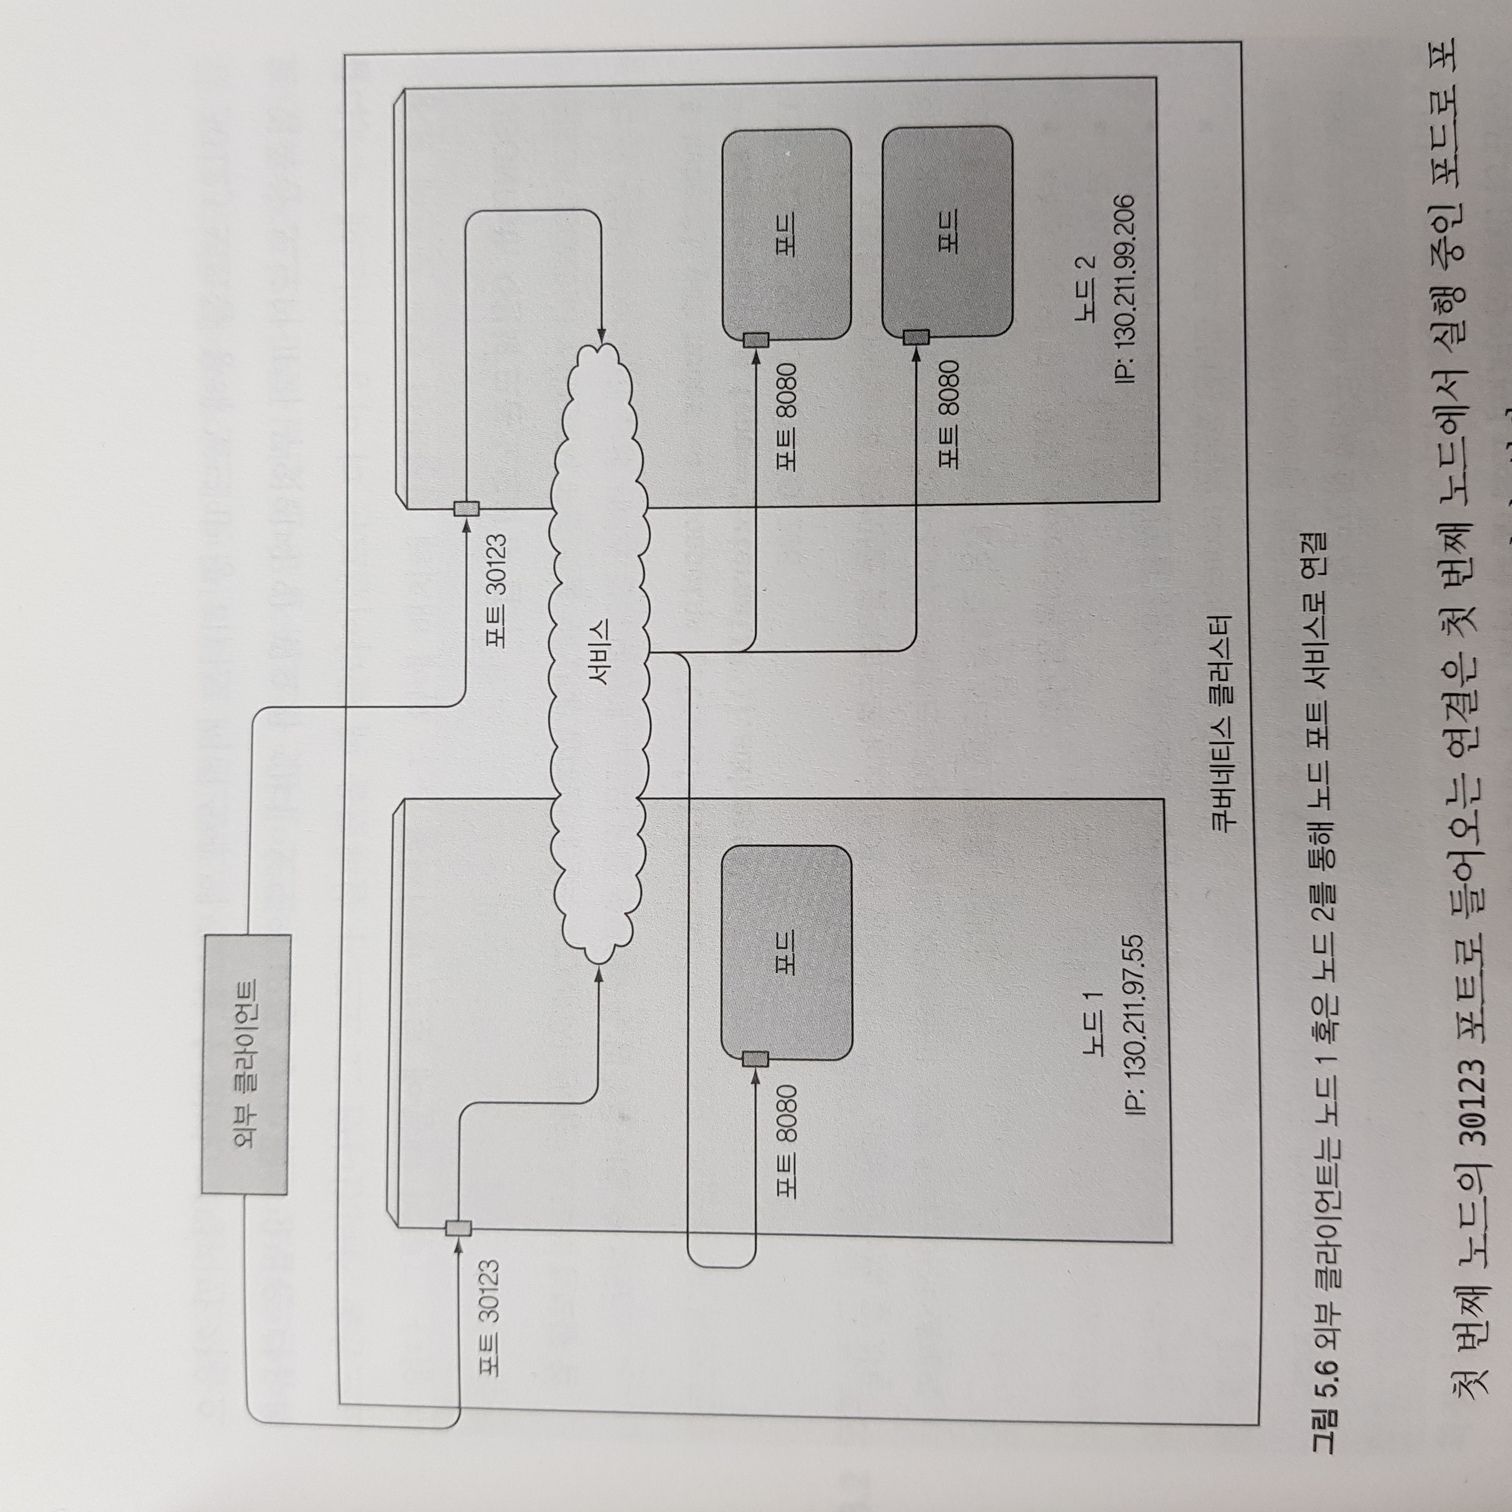 외부 클라이언트
포트 30123
포트 30123
서비스
포트 8080
포드
포트 8080
포드
포트 8080
포드
노드 1
IP: 130.211.97.55
노드 2
IP: 130.211.99.206
쿠버네티스 클러스터
그림 5.6 외부 클라이언트는 노드 1 혹은 노드 2를 통해 노드 포트 서비스로 연결
첫 번째 노드의 30123 포트로 들어오는 연결은 첫 번째 노드에서 실행 중인 포드로 포